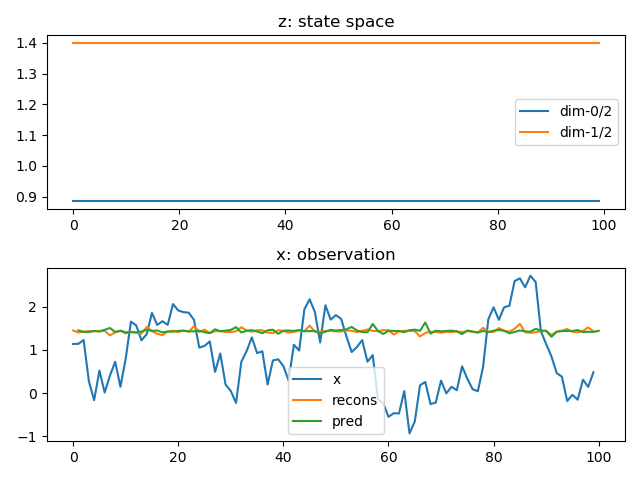 z: state space
1.4
1.3
1.2
1.1
1.0
0.9
dim-0/2
dim-1/2
0 20 40 60 80 100
x: observation
2
1
0
−1
x
recons
pred
0 20 40 60 80 100